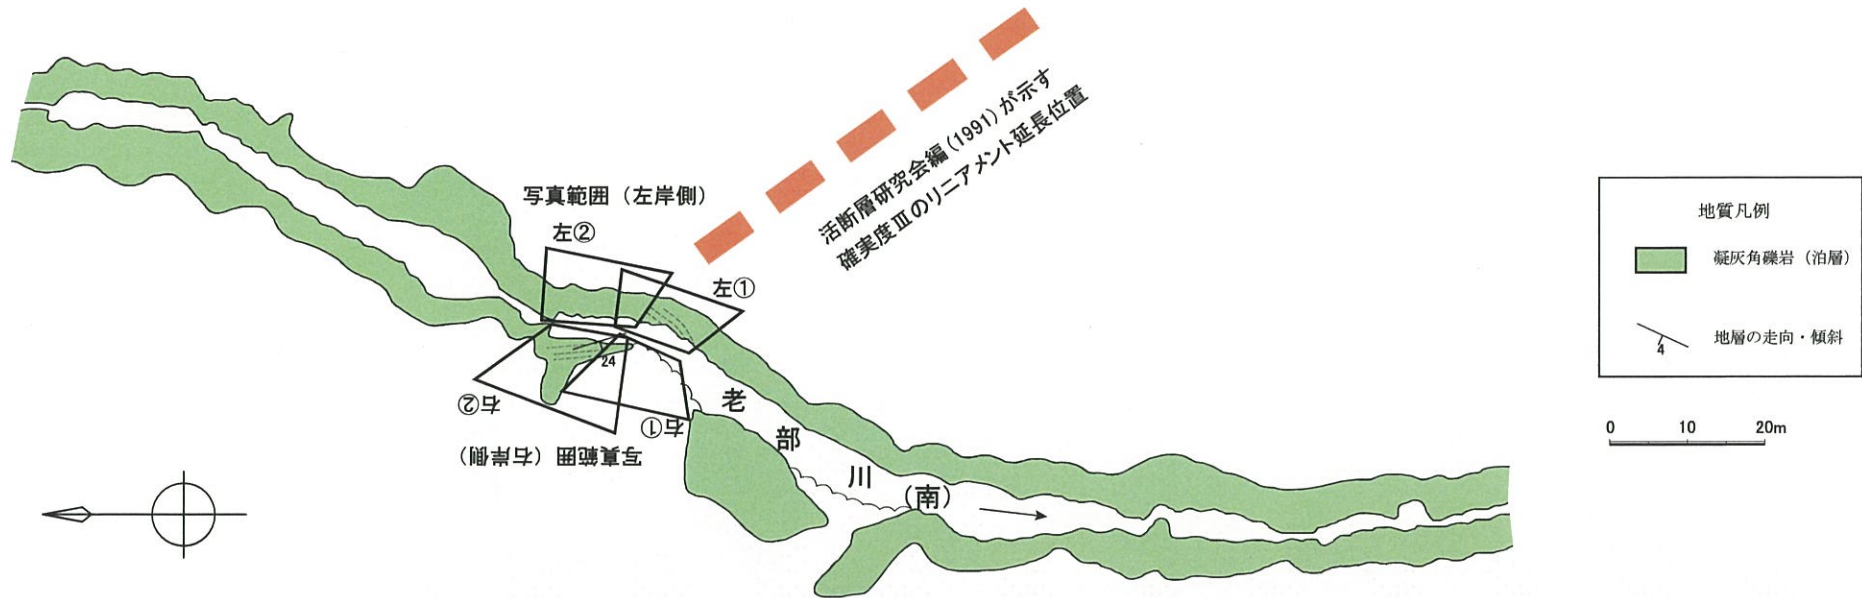 活断層研究会編(1991)が示す
確実度Ⅲのリニアメント延長位置
写真範囲（左岸側）
左②
左①
24
右②
右①
写真範囲（右岸側）
老部川(南)
地質凡例
凝灰角礫岩（泊層）
4
地層の走向・傾斜
0 10 20m